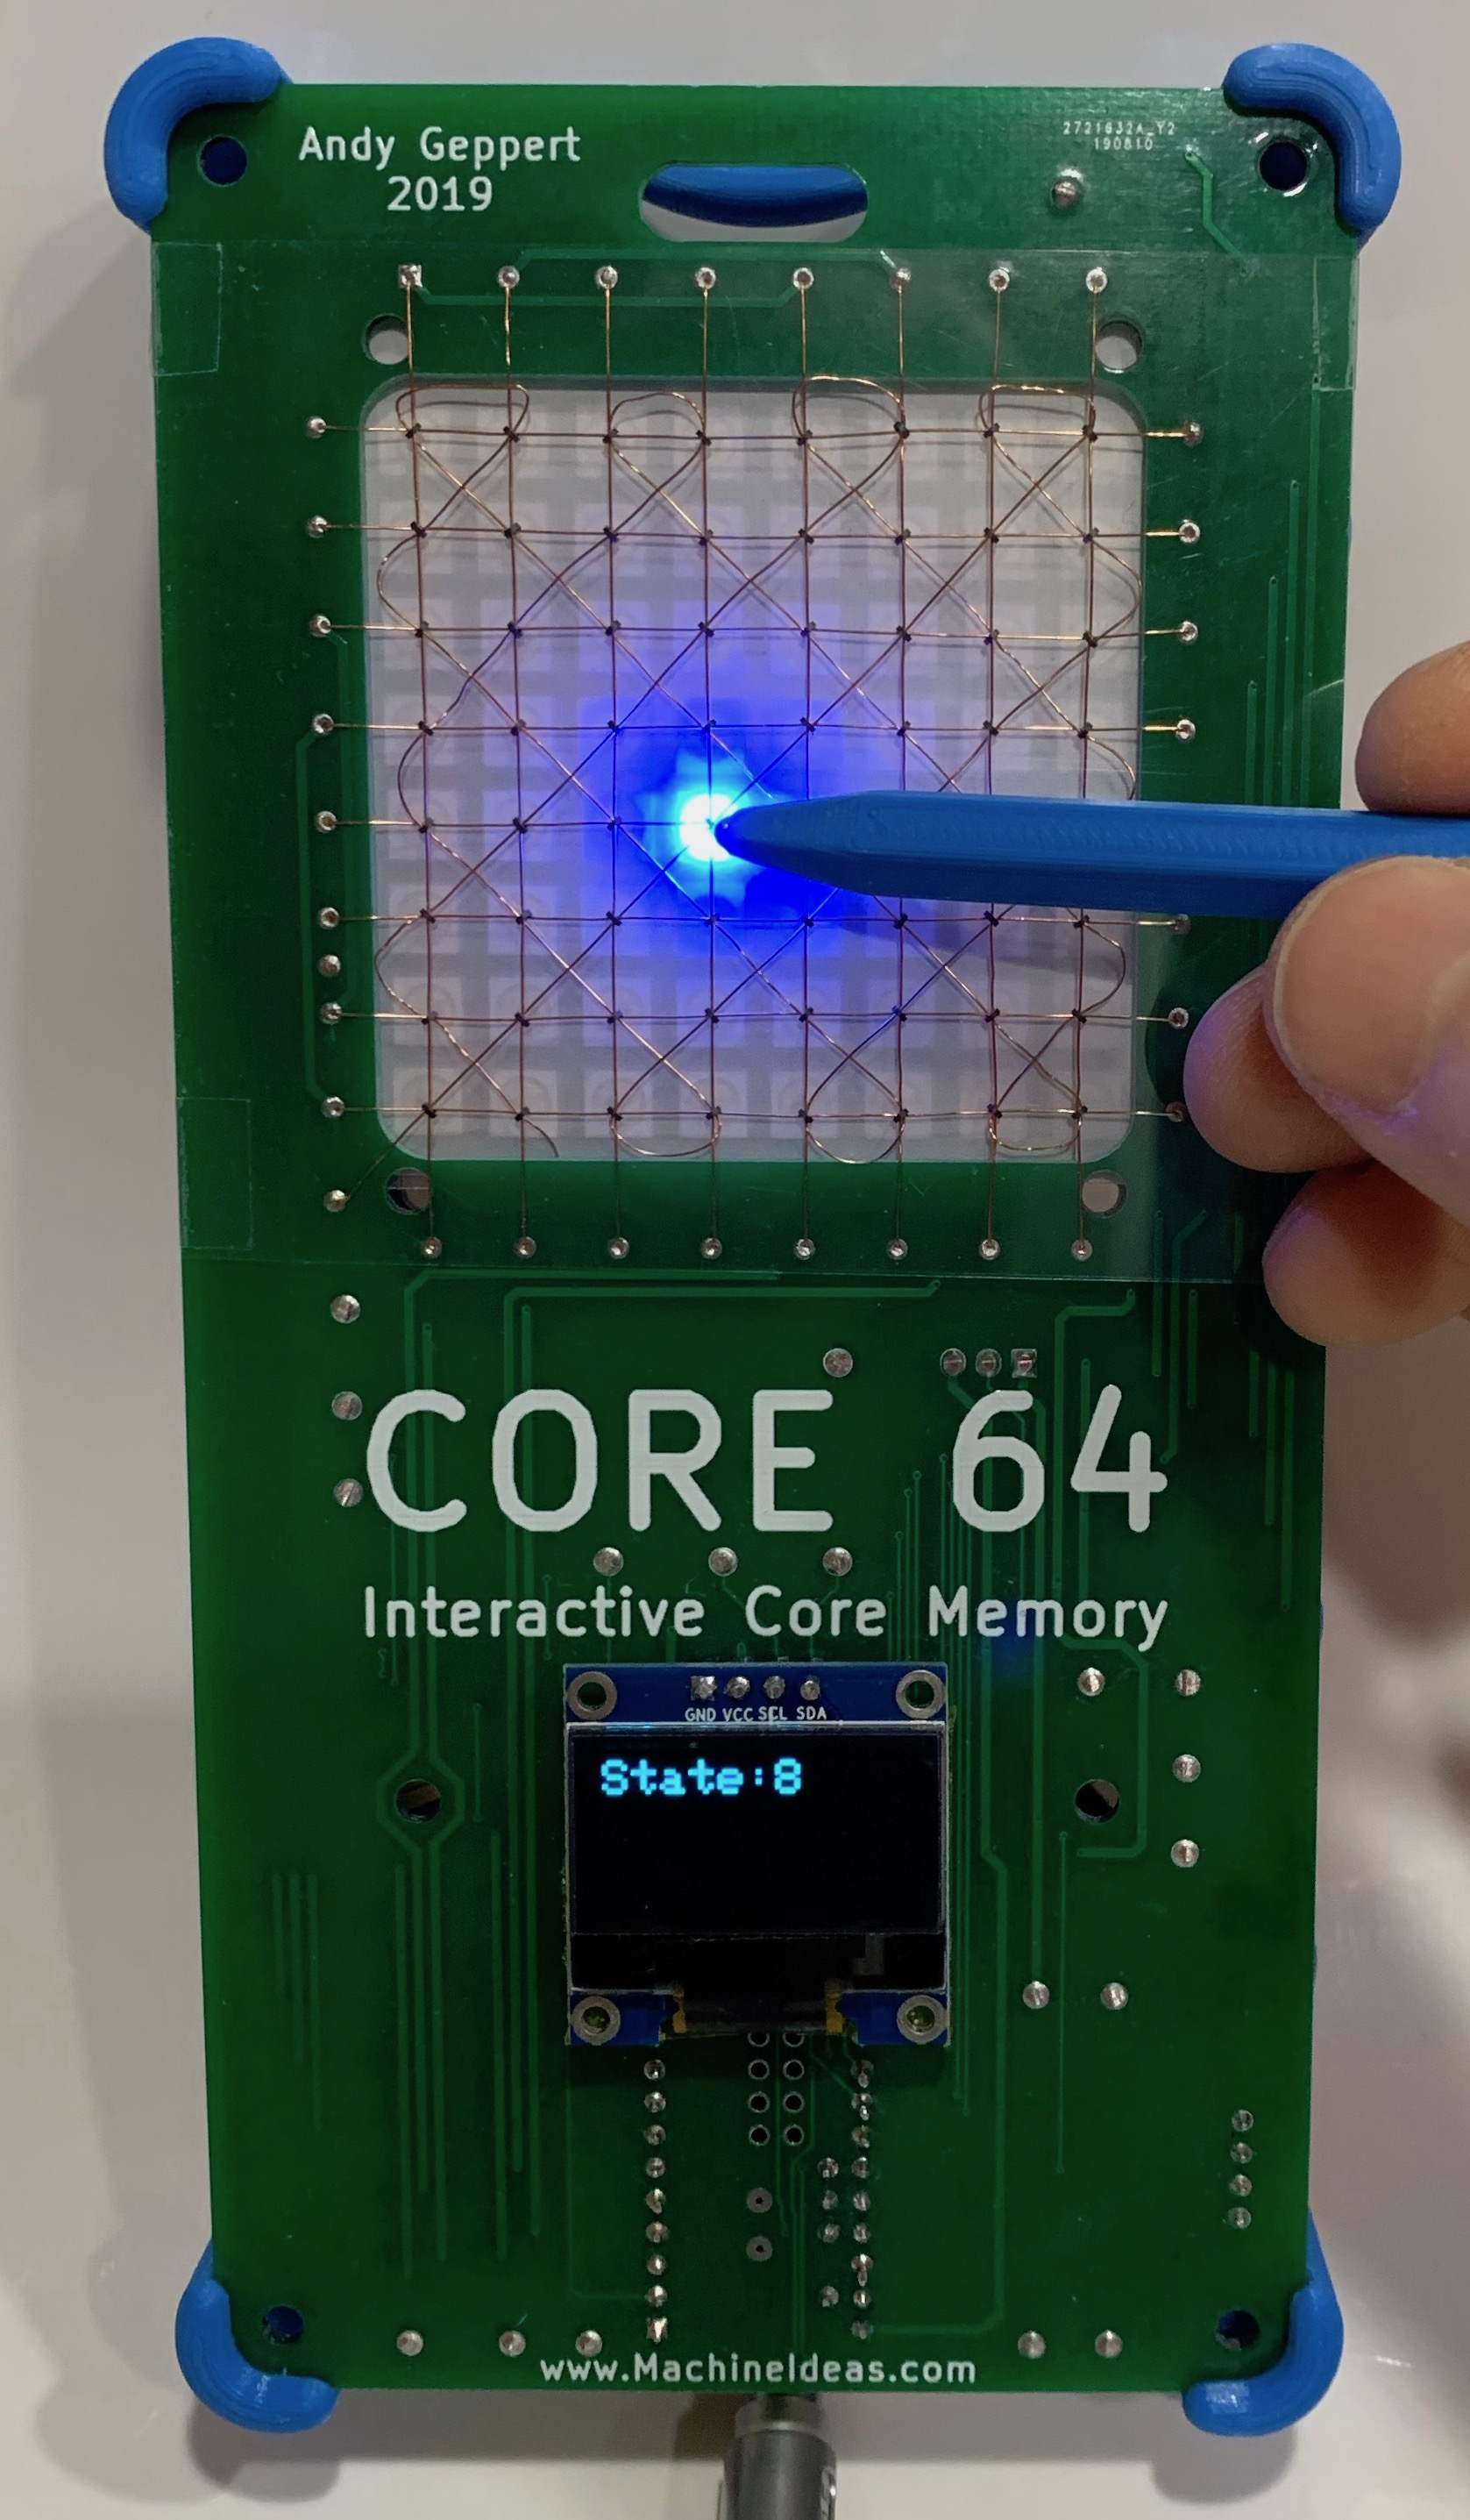 Andy Geppert
2019
2721632A_Y2
190810
CORE 64
Interactive Core Memory
GND VCC SCL SDA
State:8
www.MachineIdeas.com